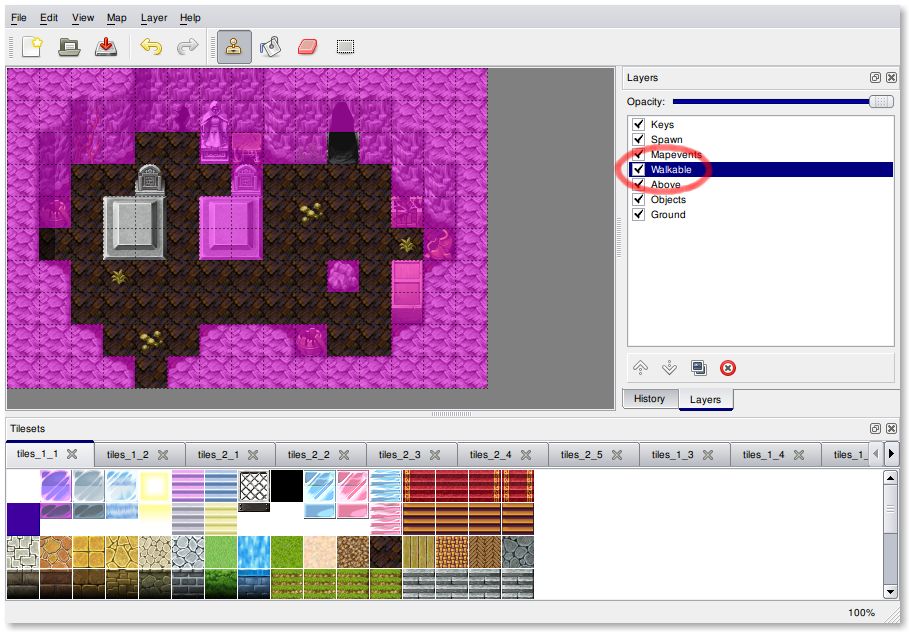 File Edit View Map Layer Help
Layers
Opacity:
Keys
Spawn
Mapevents
Walkable
Above
Objects
Ground
History Layers
Tilesets
tiles_1_1 tiles_1_2 tiles_2_1 tiles_2_2 tiles_2_3 tiles_2_4 tiles_2_5 tiles_1_3 tiles_1_4 tiles_1_
100%